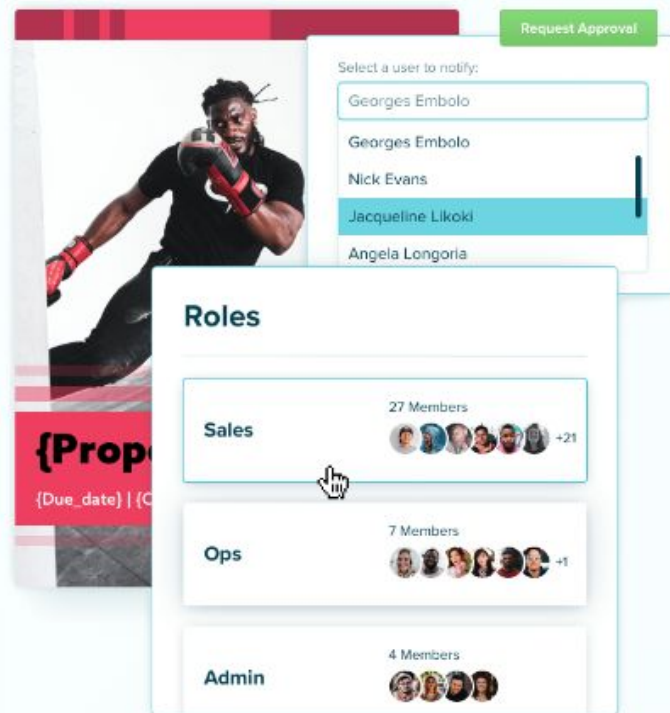 Request Approval
Select a user to notify:
Georges Embolo
Georges Embolo
Nick Evans
Jacqueline Likoki
Angela Longoria
Roles
Sales
27 Members
+21
Ops
7 Members
+1
Admin
4 Members
{Prop
{Due_date} | {C